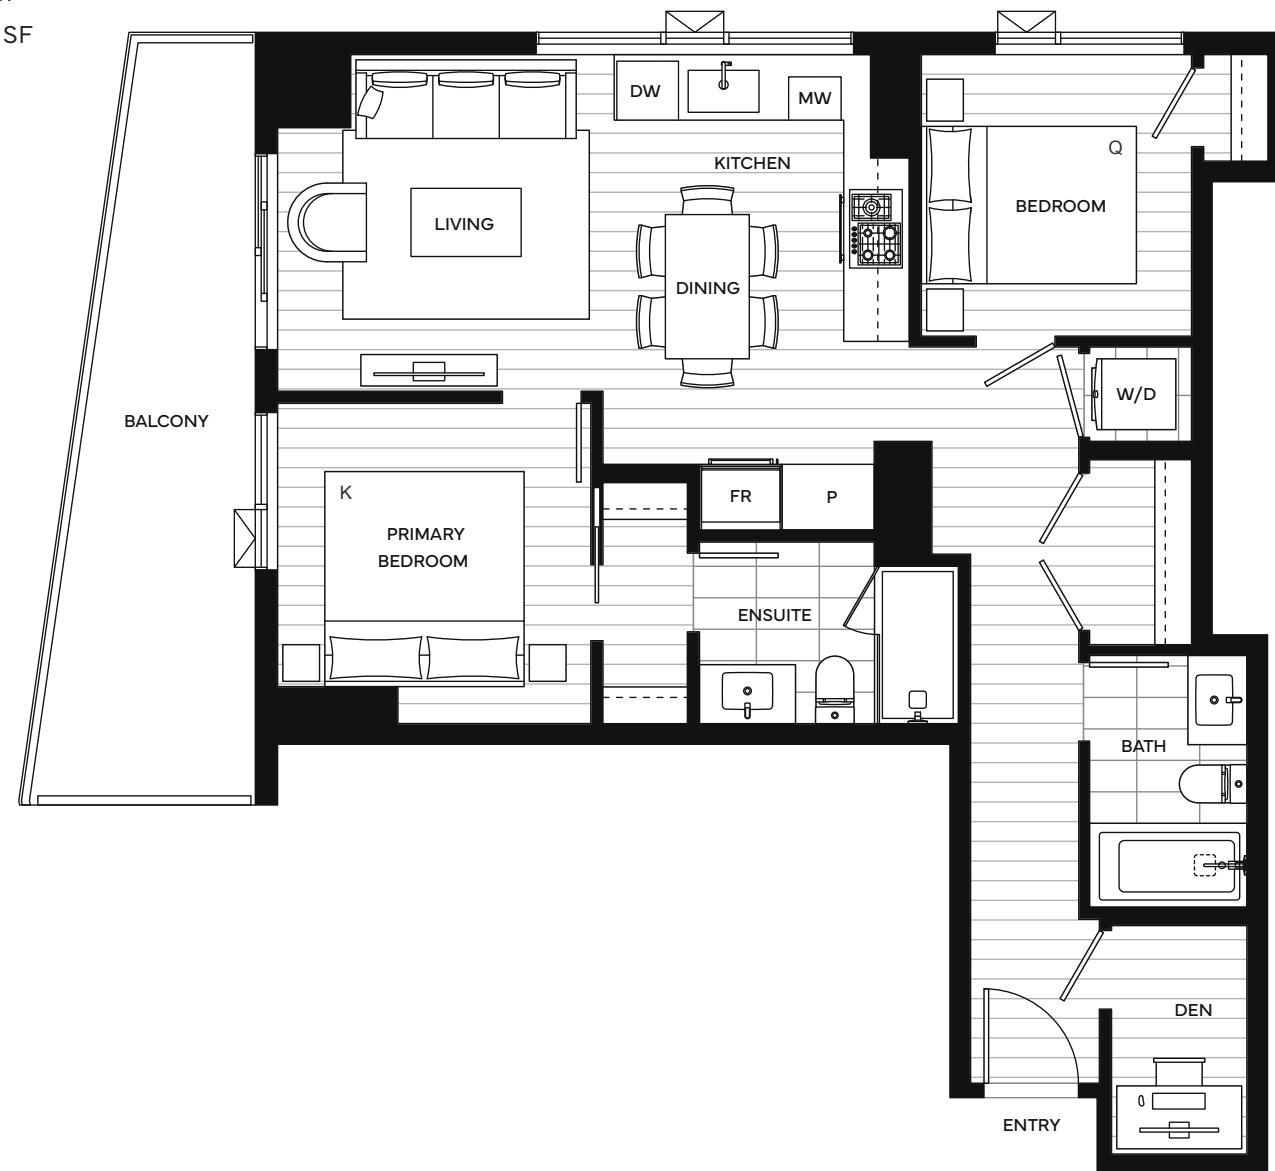 SF
DW
MW
KITCHEN
Q
BEDROOM
LIVING
DINING
W/D
BALCONY
K
FR
P
PRIMARY
BEDROOM
ENSUITE
BATH
DEN
ENTRY